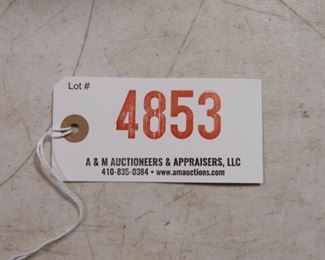 Lot #
4853
A & M AUCTIONEERS & APPRAISERS, LLC
410-835-0384 • www.amauctions.com